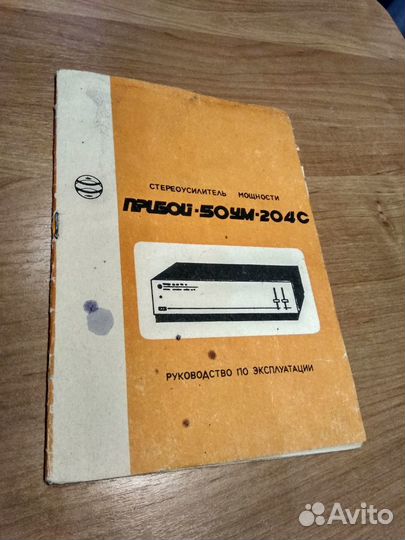 СТЕРЕОУСИЛИТЕЛЬ МОЩНОСТИ
ПРИБОЙ-50УМ-204С
РУКОВОДСТВО ПО ЭКСПЛУАТАЦИИ
Avito